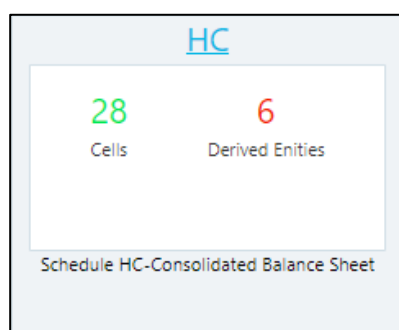 HC
28 6
Cells Derived Enities
Schedule HC-Consolidated Balance Sheet